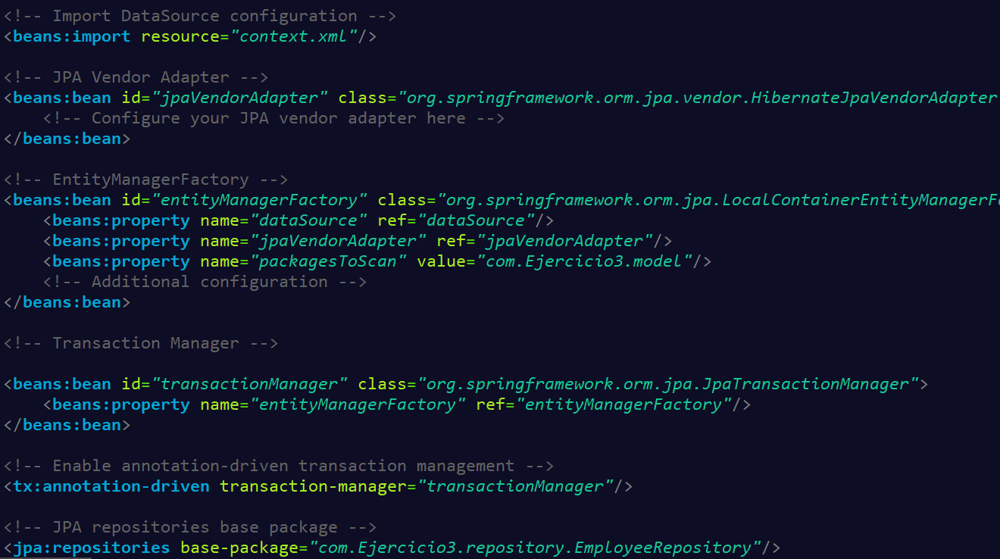 <!-- Import DataSource configuration -->
<beans:import resource="context.xml"/>
<!-- JPA Vendor Adapter -->
<beans:bean id="jpaVendorAdapter" class="org.springframework.orm.jpa.vendor.HibernateJpaVendorAdapter
<!-- Configure your JPA vendor adapter here -->
</beans:bean>
<!-- EntityManagerFactory -->
<beans:bean id="entityManagerFactory" class="org.springframework.orm.jpa.LocalContainerEntityManagerF
<beans:property name="dataSource" ref="dataSource"/>
<beans:property name="jpaVendorAdapter" ref="jpaVendorAdapter"/>
<beans:property name="packagesToScan" value="com.Ejercicio3.model"/>
<!-- Additional configuration -->
</beans:bean>
<!-- Transaction Manager -->
<beans:bean id="transactionManager" class="org.springframework.orm.jpa.JpaTransactionManager">
<beans:property name="entityManagerFactory" ref="entityManagerFactory"/>
</beans:bean>
<!-- Enable annotation-driven transaction management -->
<tx:annotation-driven transaction-manager="transactionManager"/>
<!-- JPA repositories base package -->
<jpa:repositories base-package="com.Ejercicio3.repository.EmployeeRepository"/>